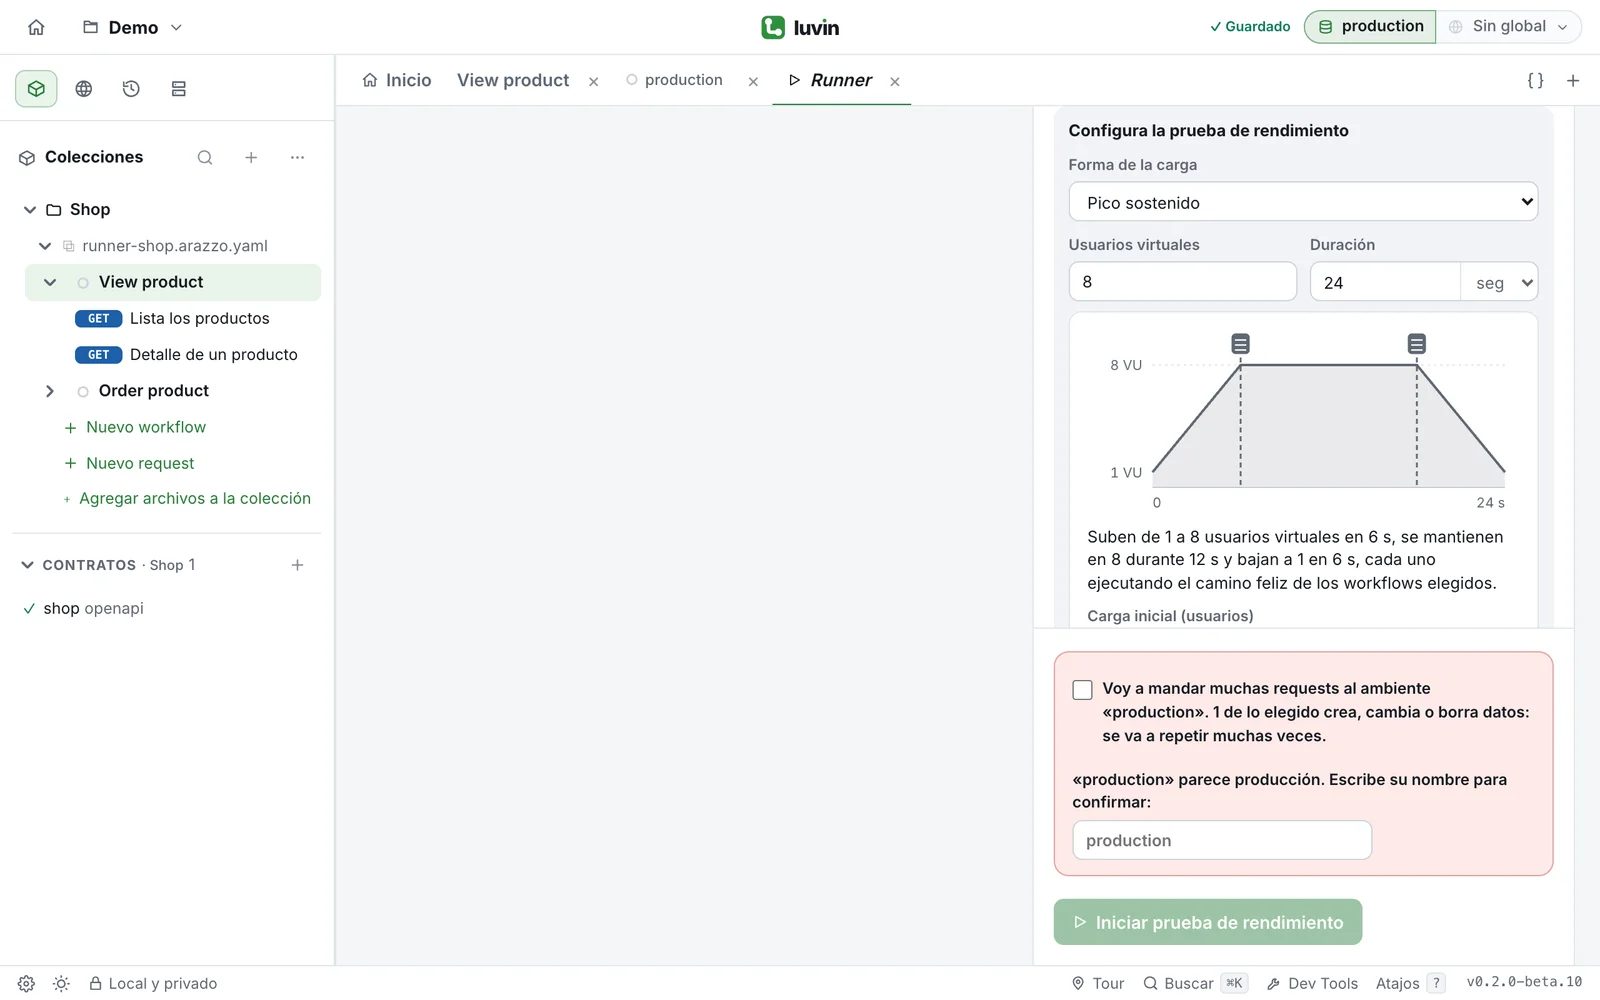 Demo
luvin
Guardado
production
Sin global
Inicio
View product
production
Runner
{}
Colecciones
Shop
runner-shop.arazzo.yaml
View product
GET Lista los productos
GET Detalle de un producto
Order product
+ Nuevo workflow
+ Nuevo request
+ Agregar archivos a la colección
CONTRATOS · Shop 1
shop openapi
Configura la prueba de rendimiento
Forma de la carga
Pico sostenido
Usuarios virtuales
Duración
8
24
seg
8 VU
1 VU
0
24 s
Suben de 1 a 8 usuarios virtuales en 6 s, se mantienen
en 8 durante 12 s y bajan a 1 en 6 s, cada uno
ejecutando el camino feliz de los workflows elegidos.
Carga inicial (usuarios)
Voy a mandar muchas requests al ambiente
«production». 1 de lo elegido crea, cambia o borra datos:
se va a repetir muchas veces.
«production» parece producción. Escribe su nombre para
confirmar:
production
Iniciar prueba de rendimiento
Local y privado
Tour
Buscar ⌘K
Dev Tools
Atajos ?
v0.2.0-beta.10